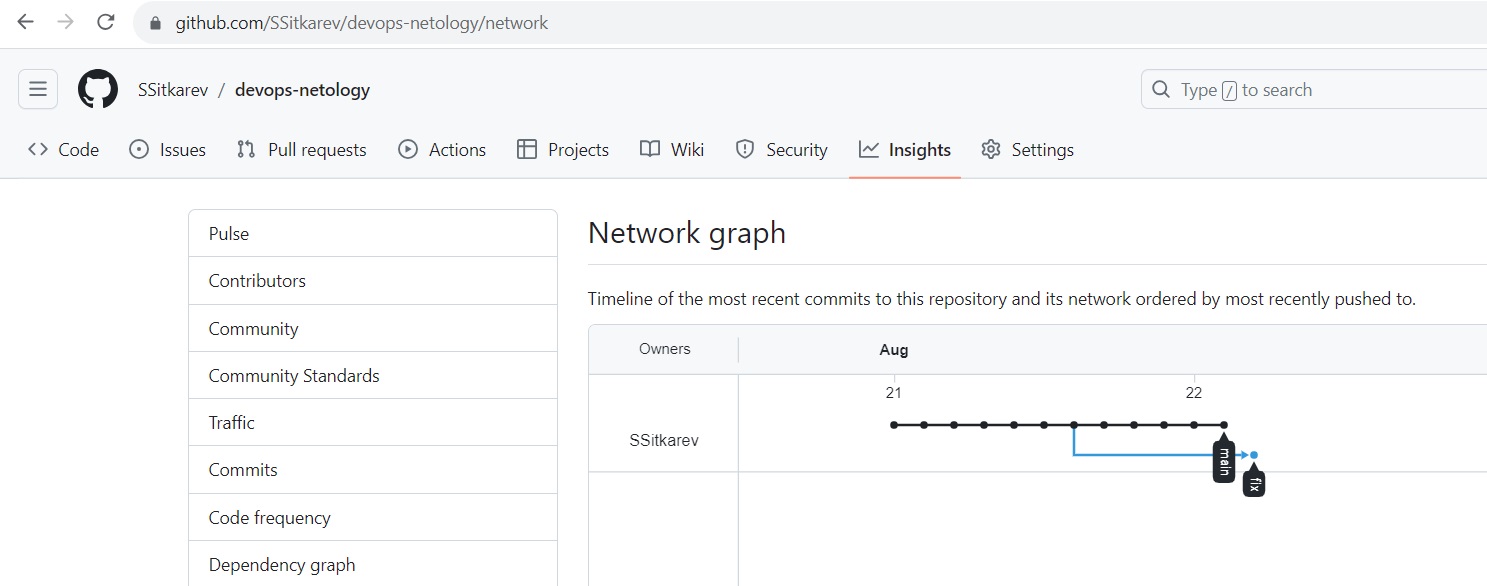 github.com/SSitkarev/devops-netology/network
SSitkarev / devops-netology
Type / to search
Code Issues Pull requests Actions Projects Wiki Security Insights Settings
Pulse
Contributors
Community
Community Standards
Traffic
Commits
Code frequency
Dependency graph
Network graph
Timeline of the most recent commits to this repository and its network ordered by most recently pushed to.
Owners Aug
21 22
SSitkarev
main
fix